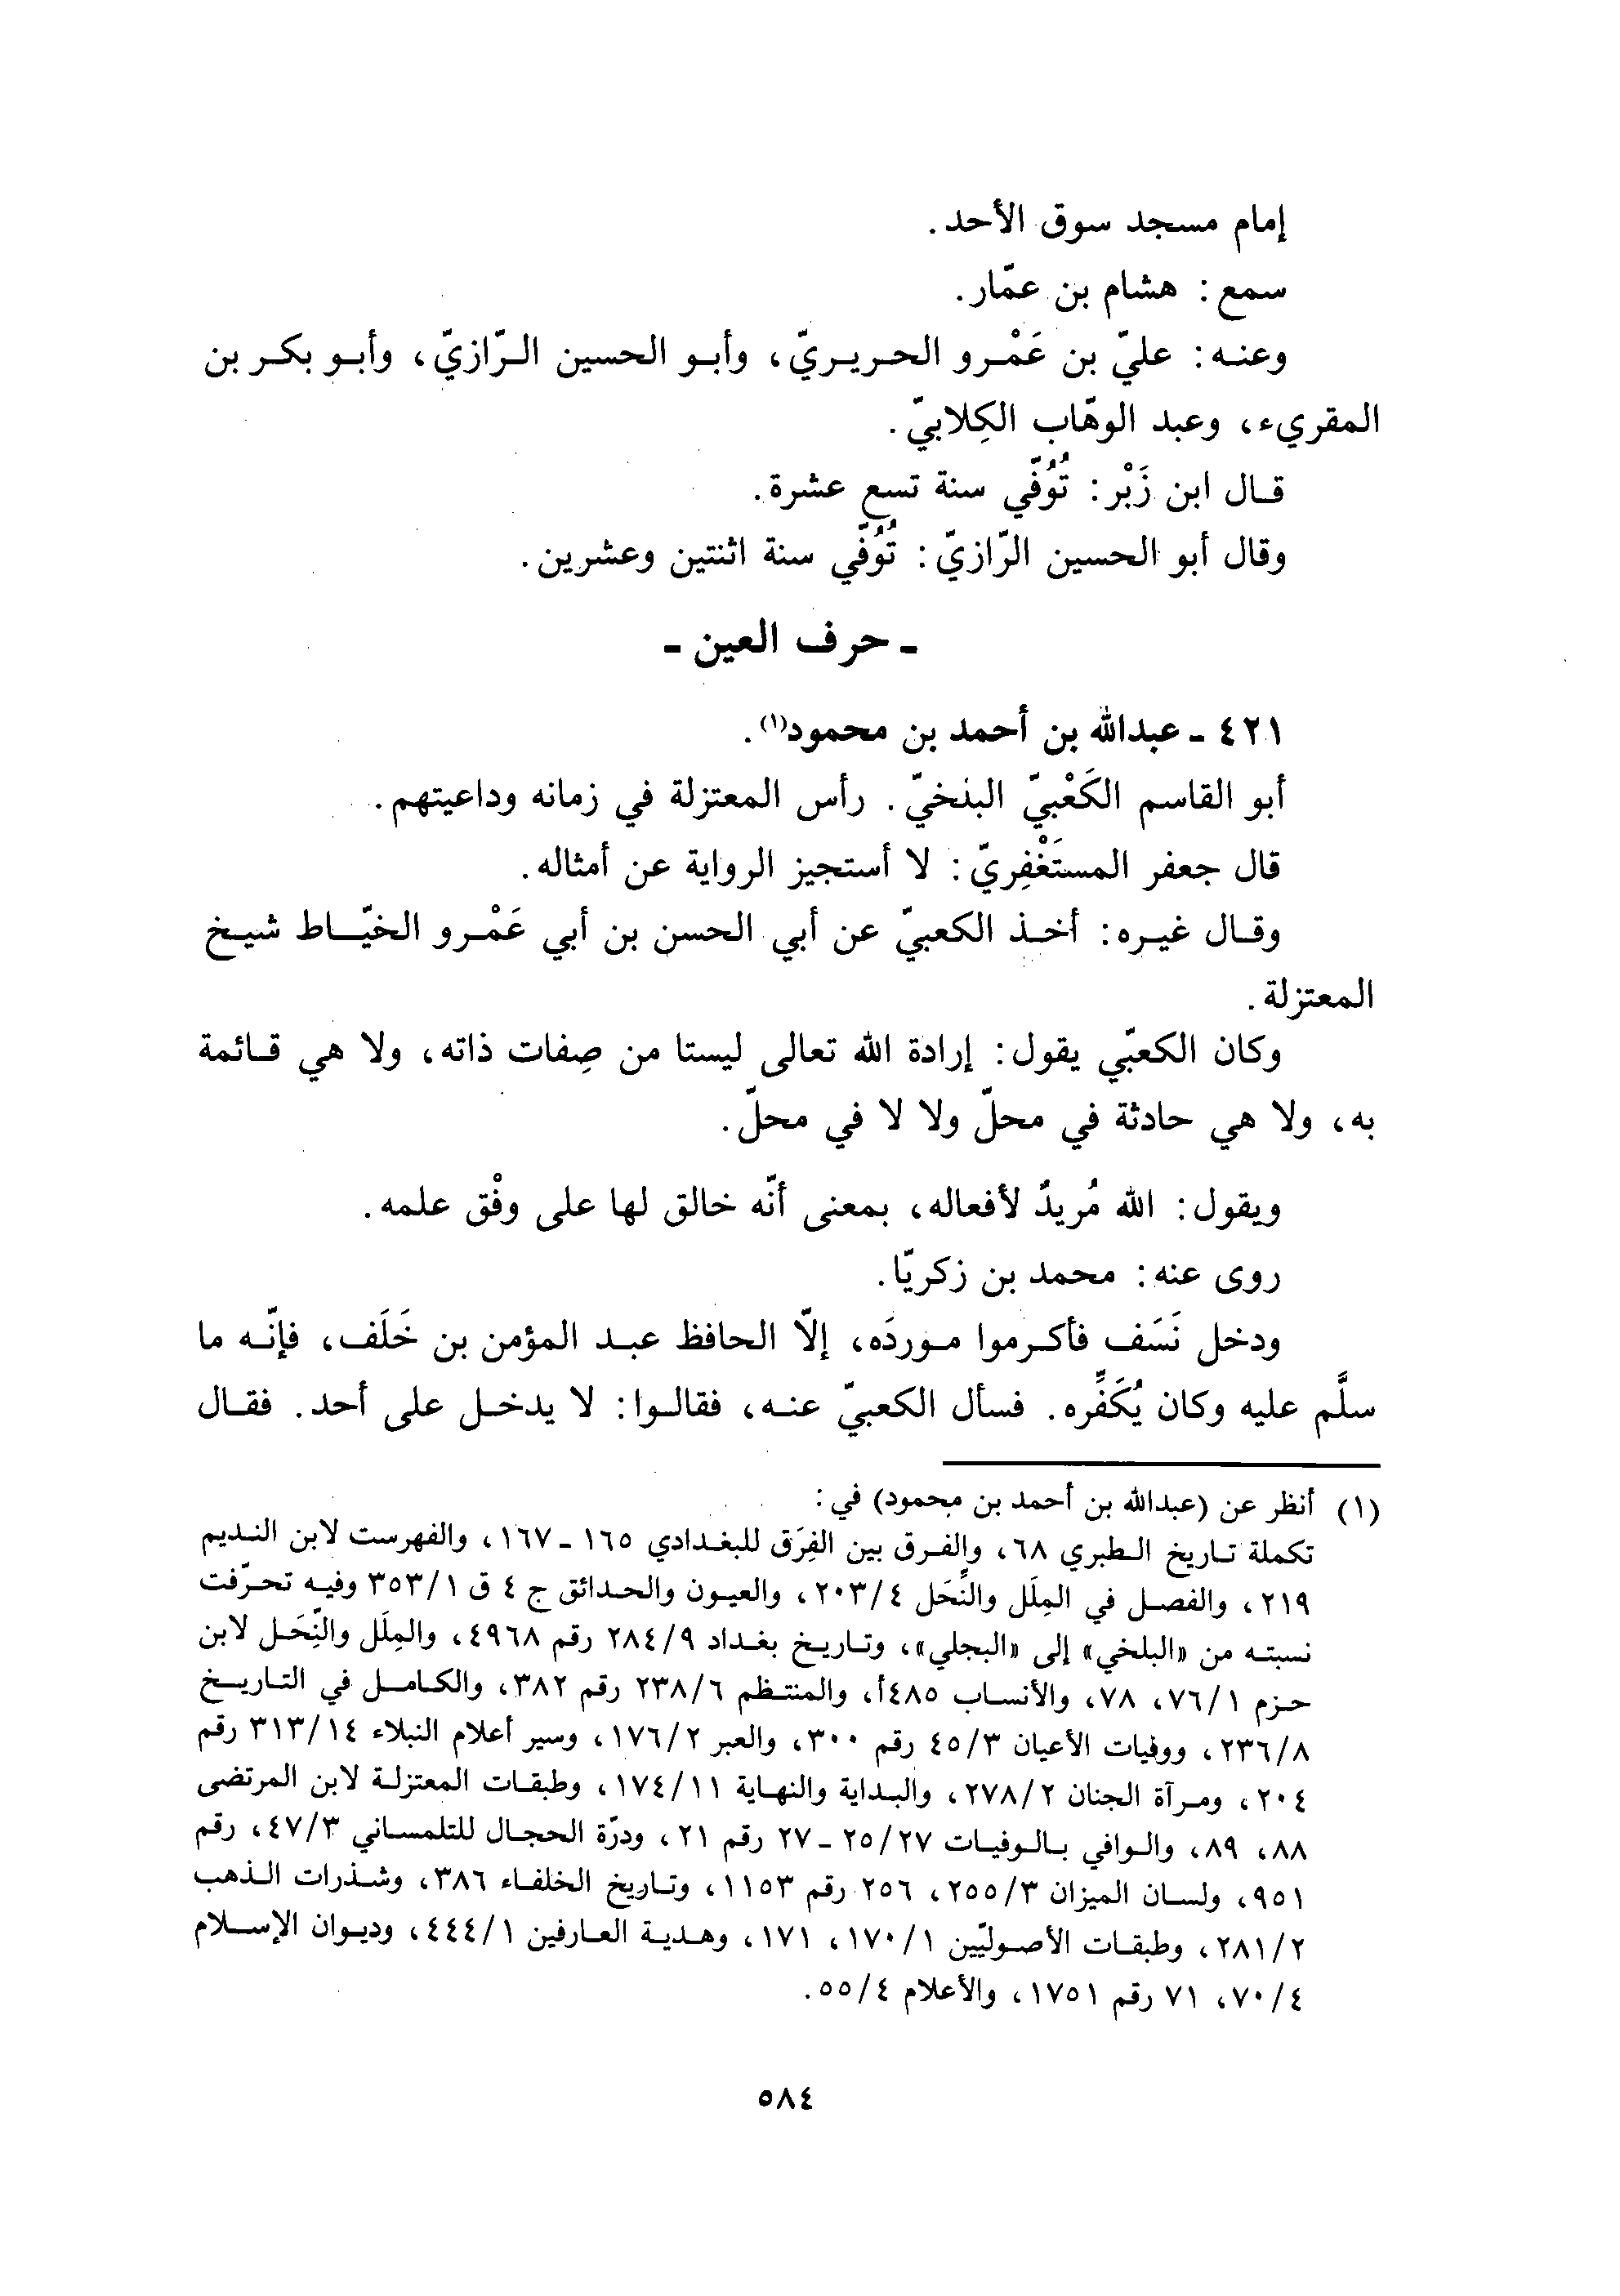 إمام مسجد سوق الأحد.
سمع: هشام بن عمّار.
وعنه: عليّ بن عَمْرو الحريريّ، وأبو الحسين الرّازيّ، وأبو بكر بن
المقريء، وعبد الوهّاب الكِلابيّ.
قال ابن زَبْر: تُوُفّي سنة تسع عشرة.
وقال أبو الحسين الرّازيّ: تُوُفّي سنة اثنتين وعشرين.
ـ حرف العين ـ
٤٢١ ـ عبدالله بن أحمد بن محمود(١).
أبو القاسم الكَعْبيّ البلخيّ. رأس المعتزلة في زمانه وداعيتهم.
قال جعفر المستَغْفِريّ: لا أستجيز الرواية عن أمثاله.
وقال غيره: أخذ الكعبيّ عن أبي الحسن بن أبي عَمْرو الخيّاط شيخ
المعتزلة.
وكان الكعبّي يقول: إرادة الله تعالى ليستا من صِفات ذاته، ولا هي قائمة
به، ولا هي حادثة في محلّ ولا لا في محلّ.
ويقول: الله مُريدٌ لأفعاله، بمعنى أنّه خالق لها على وفْق علمه.
روى عنه: محمد بن زكريّا.
ودخل نَسَف فأكرموا موردَه، إلّا الحافظ عبد المؤمن بن خَلَف، فإنّه ما
سلَّم عليه وكان يُكَفِّره. فسأل الكعبيّ عنه، فقالوا: لا يدخل على أحد. فقال
(١) أنظر عن (عبدالله بن أحمد بن محمود) في:
تكملة تاريخ الطبري ٦٨، والفرق بين الفِرَق للبغدادي ١٦٥ ـ ١٦٧، والفهرست لابن النديم
٢١٩، والفصل في المِلَل والنِّحَل ٢٠٣/٤، والعيون والحدائق ج ٤ ق ٣٥٣/١ وفيه تحرّفت
نسبته من «البلخي» إلى «البجلي»، وتاريخ بغداد ٢٨٤/٩ رقم ٤٩٦٨، والمِلَل والنِّحَل لابن
حزم ٧٦/١، ٧٨، والأنساب ٤٨٥أ، والمنتظم ٢٣٨/٦ رقم ٣٨٢، والكامل في التاريخ
٢٣٦/٨، ووفيات الأعيان ٤٥/٣ رقم ٣٠٠، والعبر ١٧٦/٢، وسير أعلام النبلاء ٣١٣/١٤ رقم
٢٠٤، ومرآة الجنان ٢٧٨/٢، والبداية والنهاية ١٧٤/١١، وطبقات المعتزلة لابن المرتضى
٨٨، ٨٩، والوافي بالوفيات ٢٥/٢٧ ـ ٢٧ رقم ٢١، ودرّة الحجال للتلمساني ٤٧/٣، رقم
٩٥١، ولسان الميزان ٢٥٥/٣، ٢٥٦ رقم ١١٥٣، وتاريخ الخلفاء ٣٨٦، وشذرات الذهب
٢٨١/٢، وطبقات الأصوليّين ١٧٠/١، ١٧١، وهدية العارفين ٤٤٤/١، وديوان الإسلام
٧٠/٤، ٧١ رقم ١٧٥١، والأعلام ٥٥/٤.
٥٨٤